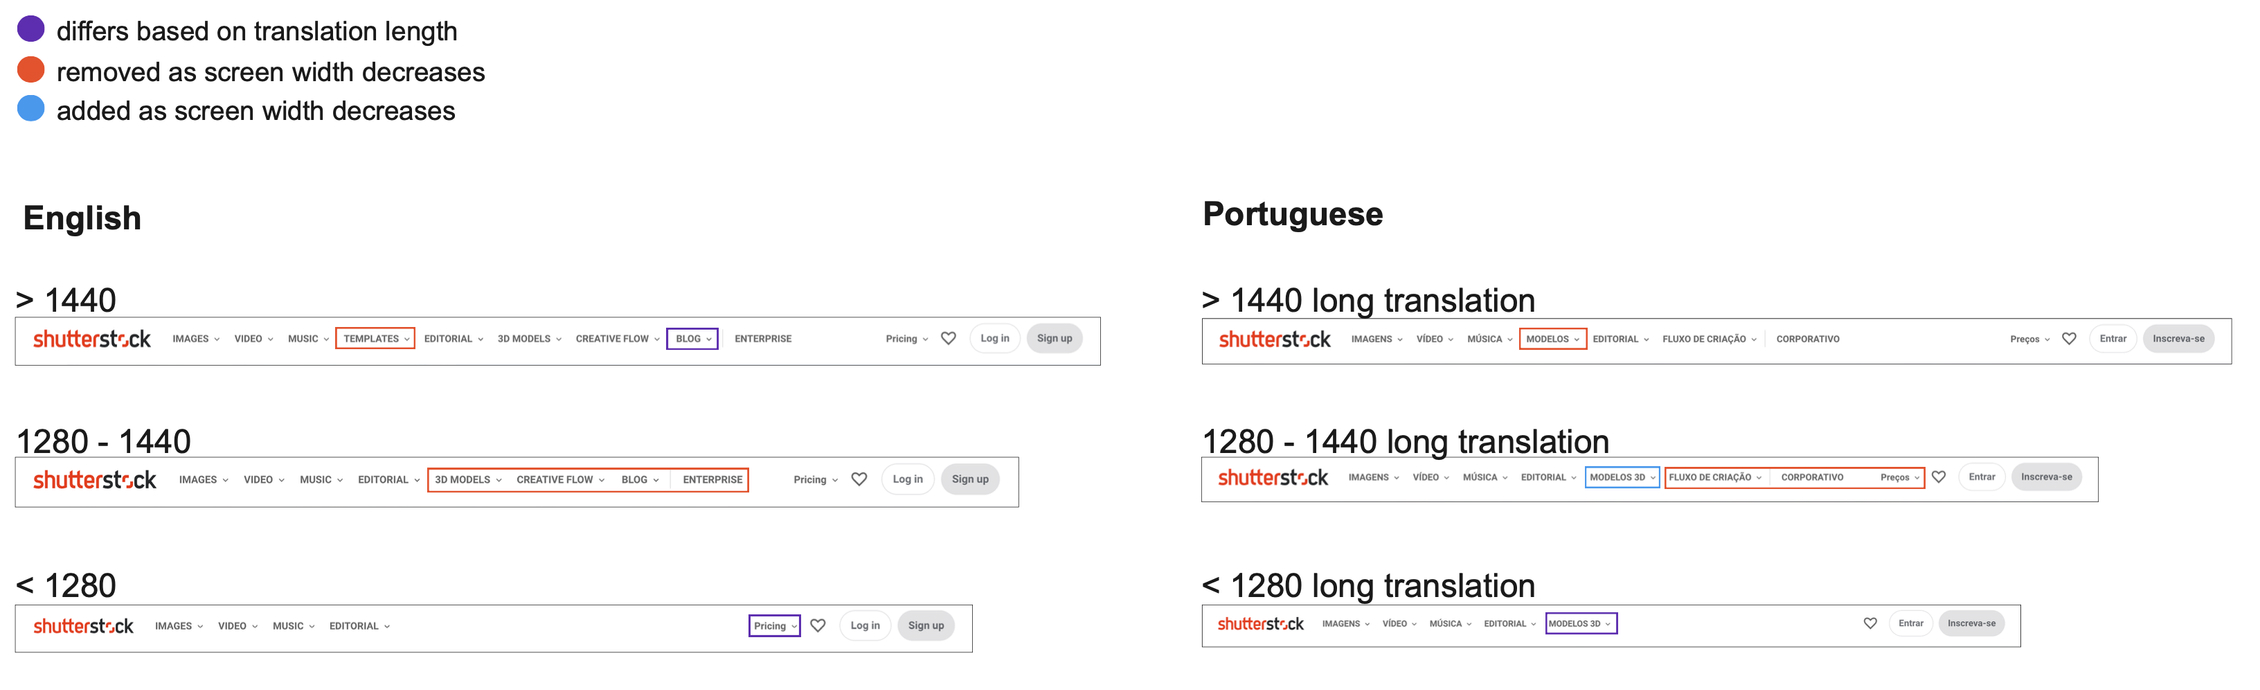 differs based on translation length
removed as screen width decreases
added as screen width decreases
English
> 1440
shutterstock IMAGES VIDEO MUSIC TEMPLATES EDITORIAL 3D MODELS CREATIVE FLOW BLOG ENTERPRISE Pricing Log in Sign up
1280 - 1440
shutterstock IMAGES VIDEO MUSIC EDITORIAL 3D MODELS CREATIVE FLOW BLOG ENTERPRISE Pricing Log in Sign up
< 1280
shutterstock IMAGES VIDEO MUSIC EDITORIAL Pricing Log in Sign up
Portuguese
> 1440 long translation
shutterstock IMAGENS VÍDEO MÚSICA MODELOS EDITORIAL FLUXO DE CRIAÇÃO CORPORATIVO Preços Entrar Inscreva-se
1280 - 1440 long translation
shutterstock IMAGENS VÍDEO MÚSICA EDITORIAL MODELOS 3D FLUXO DE CRIAÇÃO CORPORATIVO Preços Entrar Inscreva-se
< 1280 long translation
shutterstock IMAGENS VÍDEO MÚSICA EDITORIAL MODELOS 3D Entrar Inscreva-se